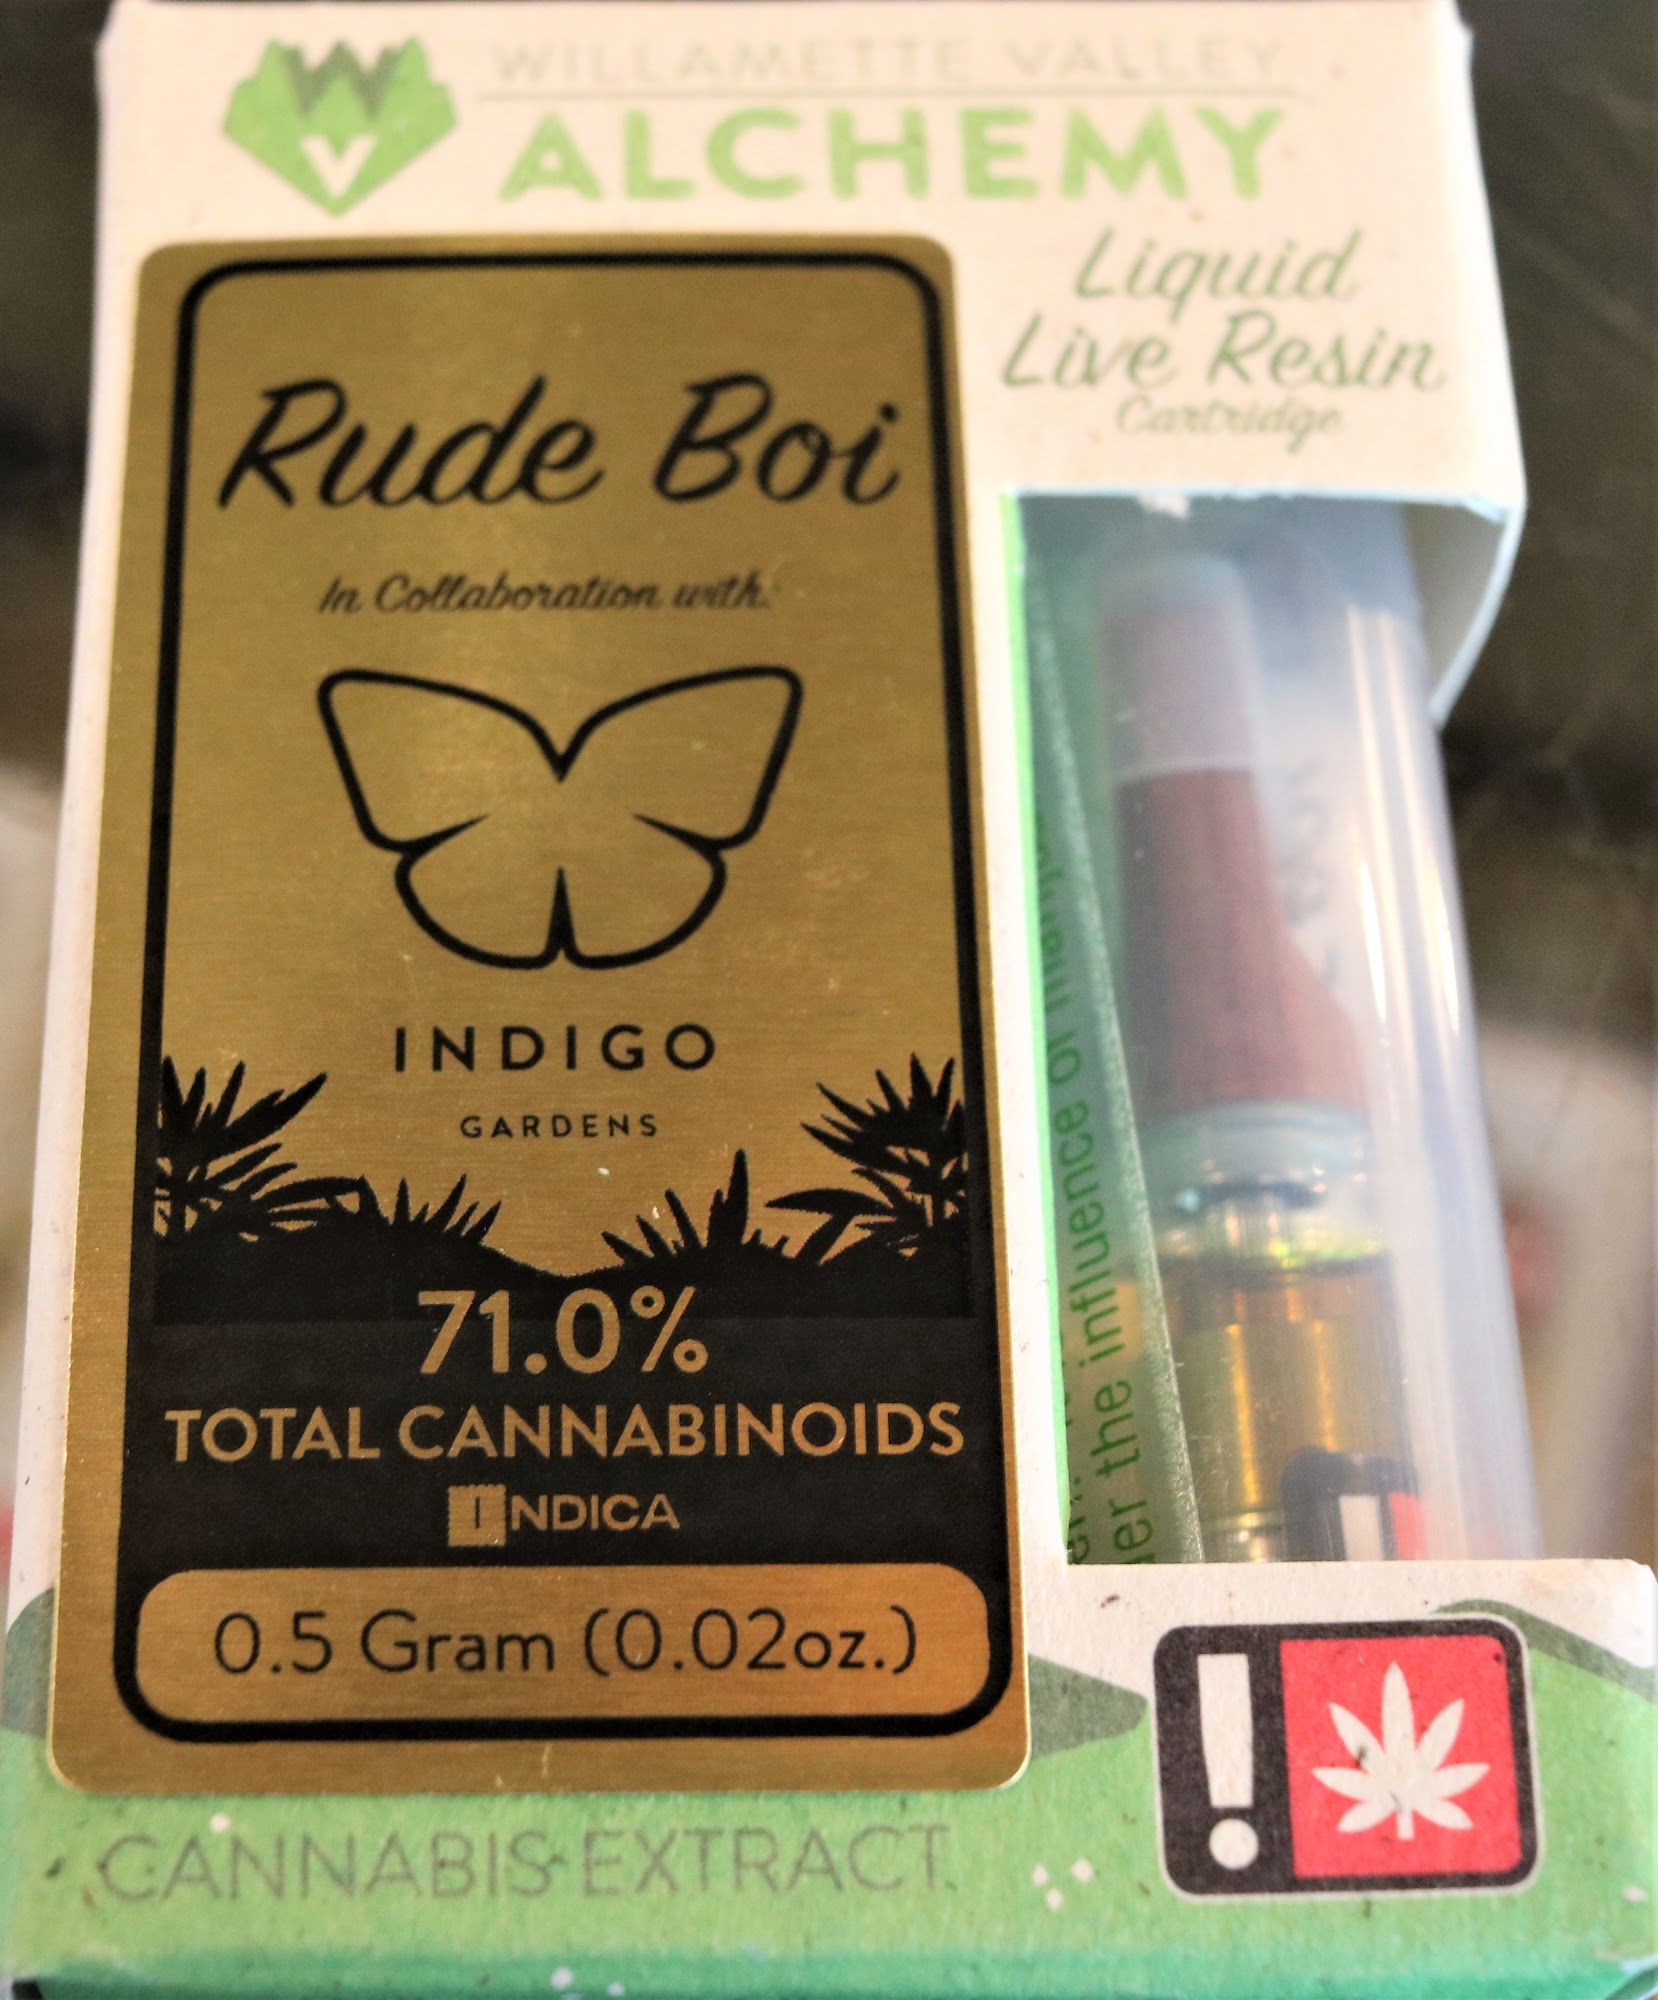 WILLAMETTE VALLEY
ALCHEMY
Liquid
Live Resin
Cartridge
Rude Boi
In Collaboration with:
INDIGO
GARDENS
71.0%
TOTAL CANNABINOIDS
INDICA
0.5 Gram (0.02oz.)
the influence of
CANNABIS EXTRACT